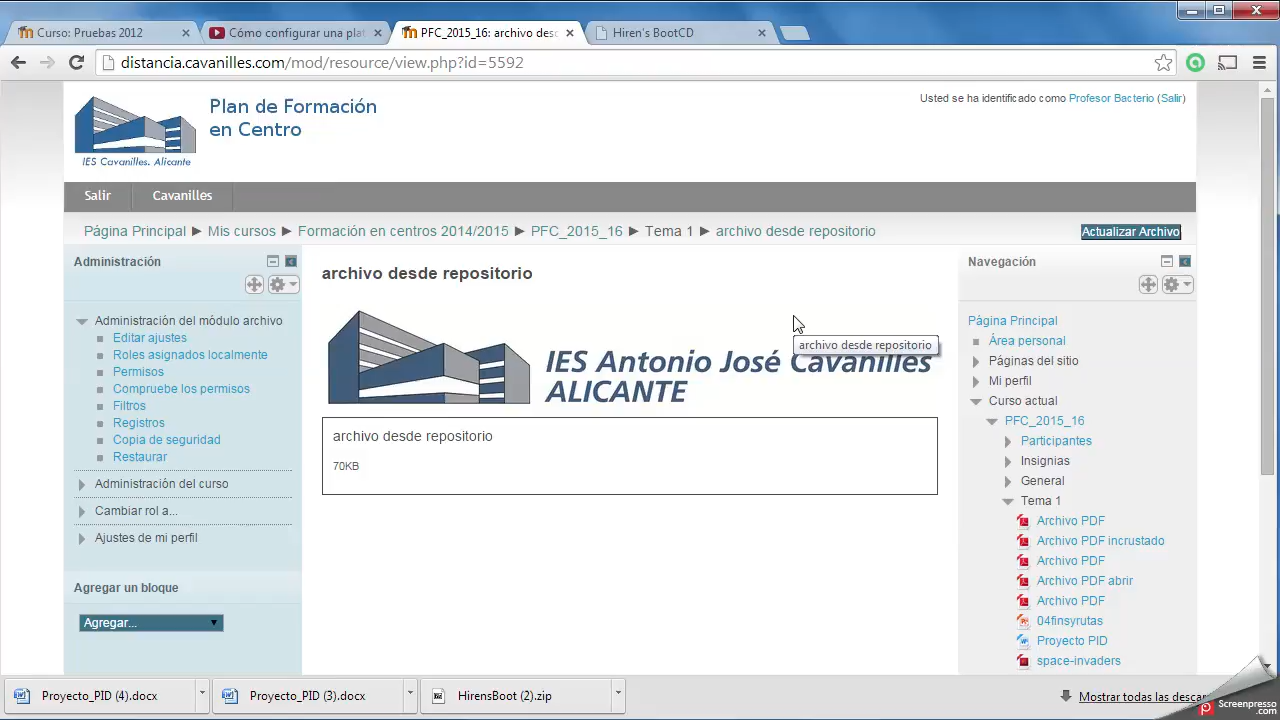 Curso: Pruebas 2012
Cómo configurar una plat
PFC_2015_16: archivo desc
Hiren's BootCD
distancia.cavanilles.com/mod/resource/view.php?id=5592
IES Cavanilles. Alicante
Plan de Formación
en Centro
Usted se ha identificado como Profesor Bacterio (Salir)
Salir
Cavanilles
Página Principal ► Mis cursos ► Formación en centros 2014/2015 ► PFC_2015_16 ► Tema 1 ► archivo desde repositorio
Actualizar Archivo
Administración
Administración del módulo archivo
Editar ajustes
Roles asignados localmente
Permisos
Compruebe los permisos
Filtros
Registros
Copia de seguridad
Restaurar
Administración del curso
Cambiar rol a...
Ajustes de mi perfil
Agregar un bloque
Agregar...
archivo desde repositorio
IES Antonio José Cavanilles
ALICANTE
archivo desde repositorio
archivo desde repositorio
70KB
Navegación
Página Principal
Área personal
Páginas del sitio
Mi perfil
Curso actual
PFC_2015_16
Participantes
Insignias
General
Tema 1
Archivo PDF
Archivo PDF incrustado
Archivo PDF
Archivo PDF abrir
Archivo PDF
04finsyrutas
Proyecto PID
space-invaders
Proyecto_PID (4).docx
Proyecto_PID (3).docx
HirensBoot (2).zip
Mostrar todas las descar
Screenpresso
.com